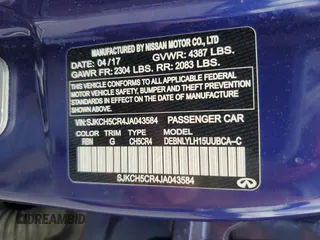 MANUFACTURED BY NISSAN MOTOR CO., LTD
DATE: 04/17 GVWR: 4387 LBS.
GAWR FR: 2304 LBS. RR: 2083 LBS.
THIS VEHICLE CONFORMS TO ALL APPLICABLE
FEDERAL MOTOR VEHICLE SAFETY, BUMPER,
AND THEFT PREVENTION STANDARDS IN EFFECT
ON THE DATE OF MANUFACTURE SHOWN ABOVE.
VIN:SJKCH5CR4JA043584 PASSENGER CAR
COLOR TRIM MODEL
RBN G CH5CR4 DEBNLYLH15UUBCA-C
SJKCH5CR4JA043584
INFINITI
DREAMBID